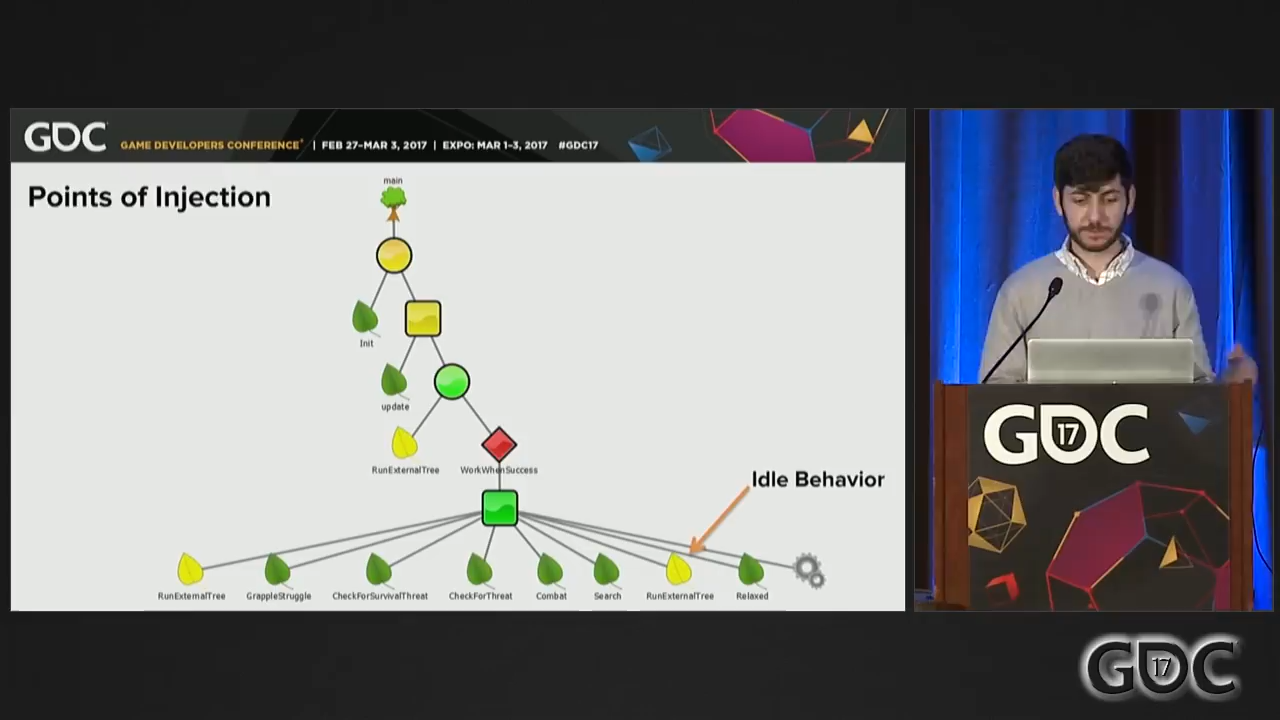 GDC GAME DEVELOPERS CONFERENCE® | FEB 27–MAR 3, 2017 | EXPO: MAR 1–3, 2017 #GDC17
Points of Injection
main
Init
update
RunExternalTree
WorkWhenSuccess
Idle Behavior
RunExternalTree
GrappleStruggle
CheckForSurvivalThreat
CheckForThreat
Combat
Search
RunExternalTree
Relaxed
GDC 17
GDC 17